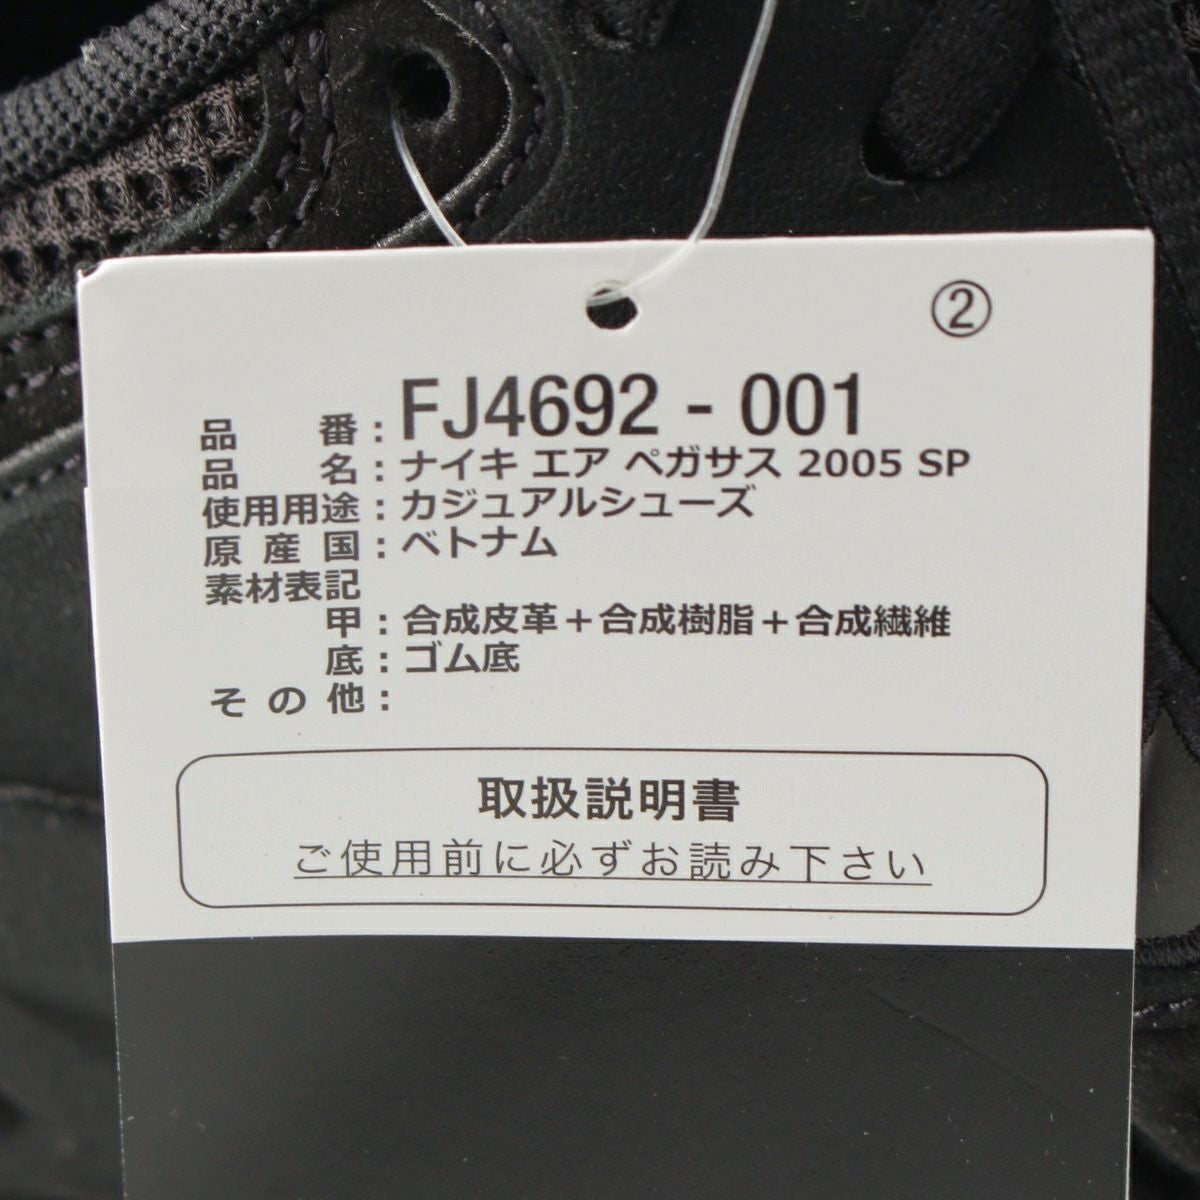 ②
品番：FJ4692 - 001
品名：ナイキ エア ペガサス 2005 SP
使用用途：カジュアルシューズ
原産国：ベトナム
素材表記
甲：合成皮革＋合成樹脂＋合成繊維
底：ゴム底
その他：
取扱説明書
ご使用前に必ずお読み下さい